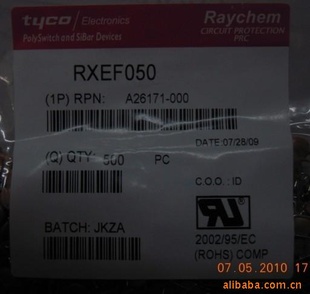 tyco / Electronics
PolySwitch and SiBar Devices
Raychem
CIRCUIT PROTECTION
PRC
RXEF050
(1P) RPN: A26171-000
DATE:07/28/09
(Q) QTY: 500 PC
C.O.O.: ID
BATCH: JKZA
2002/95/EC
(ROHS) COMP
07.05.2010 17
alibaba.com.cn